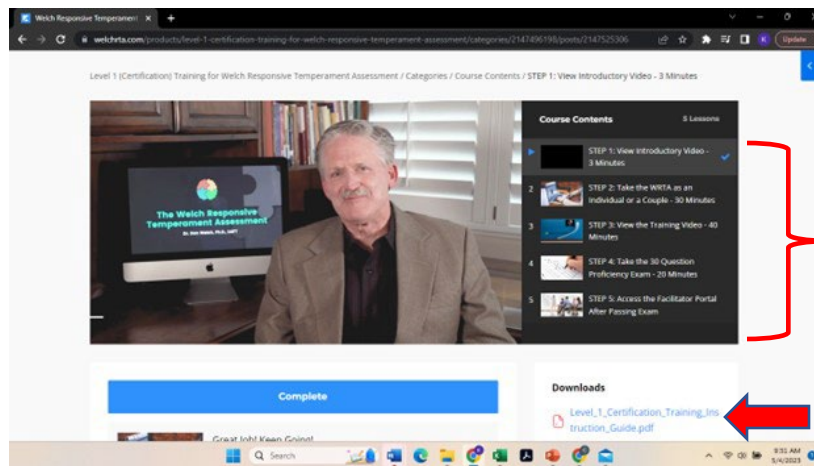 Welch Responsive Temperament
welchrta.com/products/level-1-certification-training-for-welch-responsive-temperament-assessment/categories/2147496198/posts/2147525306
Update
Level 1 (Certification) Training for Welch Responsive Temperament Assessment / Categories / Course Contents / STEP 1: View Introductory Video - 3 Minutes
The Welch Responsive
Temperament Assessment
Course Contents
5 Lessons
STEP 1: View Introductory Video -
3 Minutes
2
STEP 2: Take the WRTA as an
Individual or a Couple - 30 Minutes
3
STEP 3: View the Training Video - 40
Minutes
4
STEP 4: Take the 30 Question
Proficiency Exam - 20 Minutes
5
STEP 5: Access the Facilitator Portal
After Passing Exam
Complete
Great Job! Keep Going!
Downloads
Level_1_Certification_Training_Ins
truction_Guide.pdf
Search
9:51 AM
5/4/2023